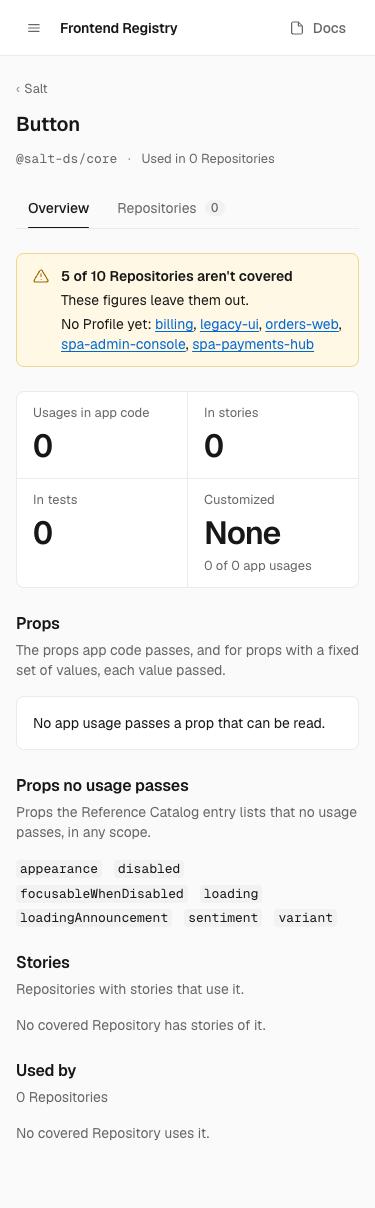 Frontend Registry
Docs
‹ Salt
Button
@salt-ds/core · Used in 0 Repositories
Overview
Repositories 0
5 of 10 Repositories aren't covered
These figures leave them out.
No Profile yet: billing, legacy-ui, orders-web,
spa-admin-console, spa-payments-hub
Usages in app code
0
In stories
0
In tests
0
Customized
None
0 of 0 app usages
Props
The props app code passes, and for props with a fixed
set of values, each value passed.
No app usage passes a prop that can be read.
Props no usage passes
Props the Reference Catalog entry lists that no usage
passes, in any scope.
appearance disabled
focusableWhenDisabled loading
loadingAnnouncement sentiment variant
Stories
Repositories with stories that use it.
No covered Repository has stories of it.
Used by
0 Repositories
No covered Repository uses it.